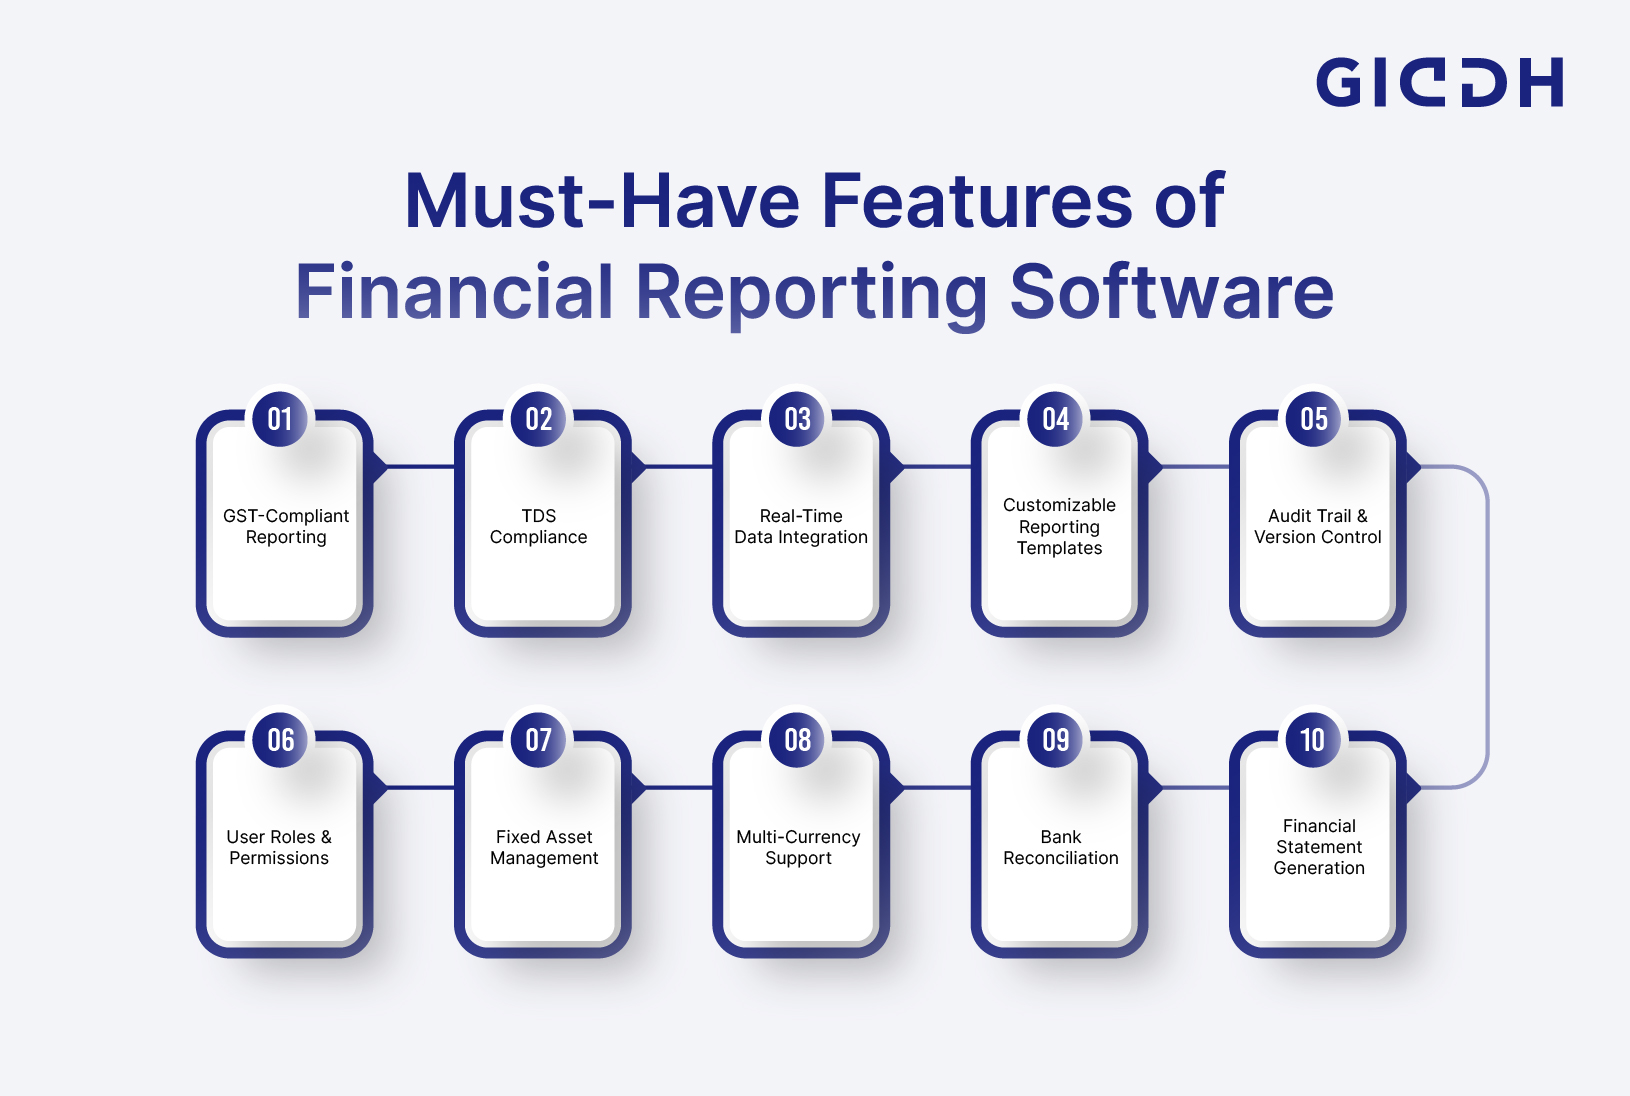 GIDDH
Must-Have Features of
Financial Reporting Software
01
GST-Compliant
Reporting
02
TDS
Compliance
03
Real-Time
Data Integration
04
Customizable
Reporting
Templates
05
Audit Trail &
Version Control
06
User Roles &
Permissions
07
Fixed Asset
Management
08
Multi-Currency
Support
09
Bank
Reconciliation
10
Financial
Statement
Generation